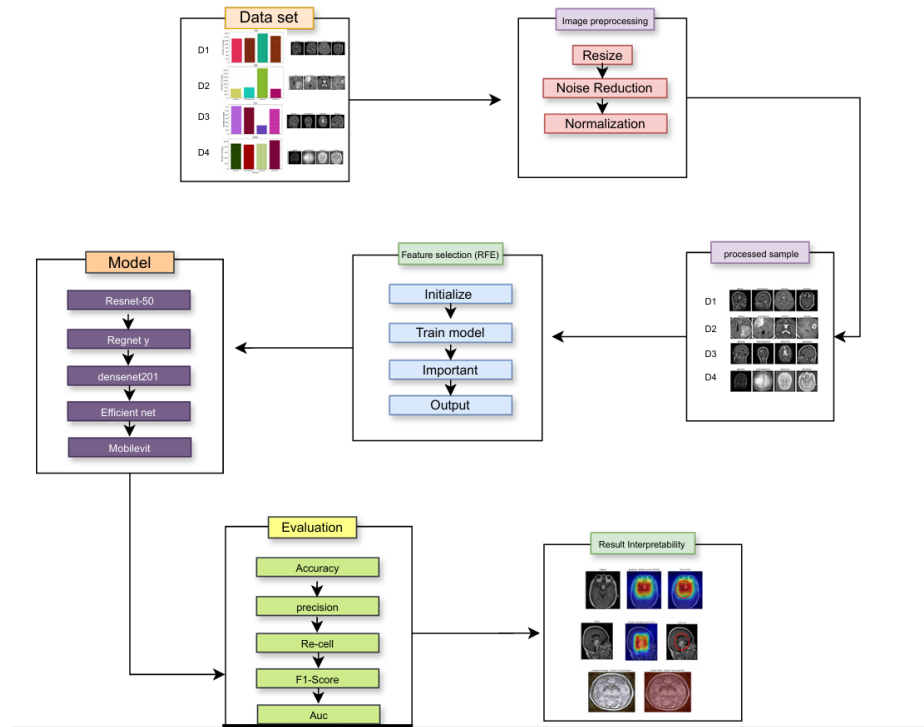 Data set
D1
D2
D3
D4
Image preprocessing
Resize
Noise Reduction
Normalization
processed sample
D1
D2
D3
D4
Feature selection (RFE)
Initialize
Train model
Important
Output
Model
Resnet-50
Regnet y
densenet201
Efficient net
Mobilevit
Evaluation
Accuracy
precision
Re-cell
F1-Score
Auc
Result Interpretability